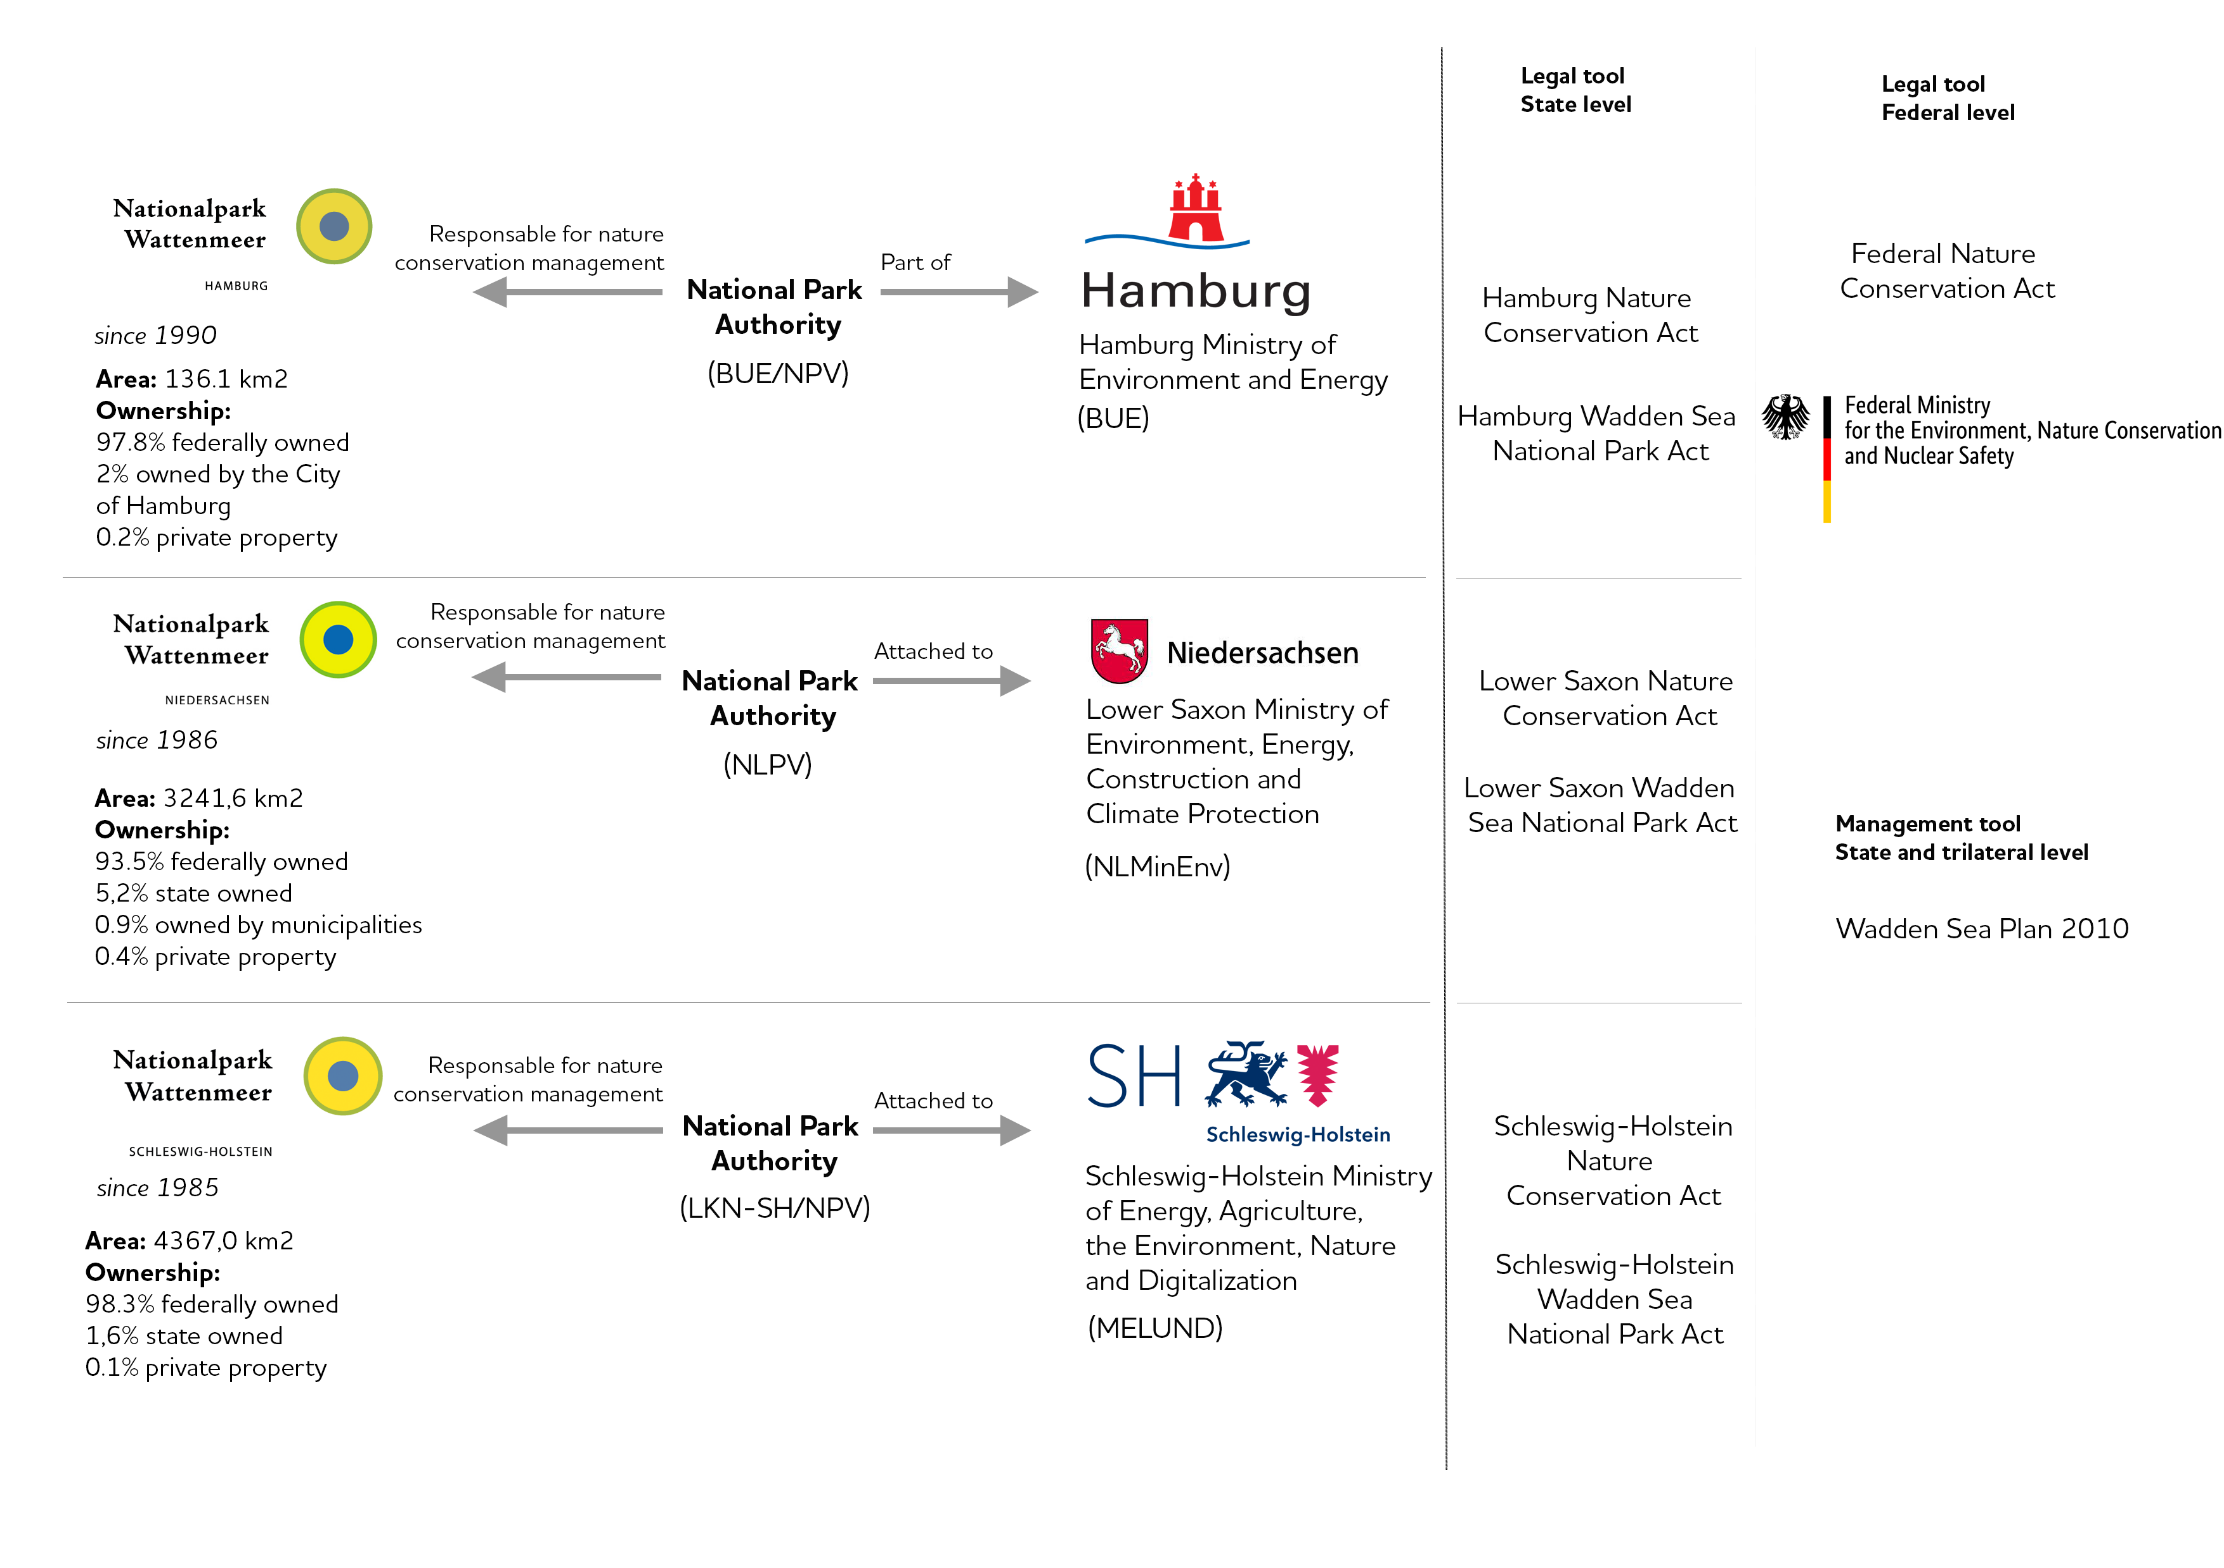 Legal tool
State level
Legal tool
Federal level
Nationalpark
Wattenmeer
HAMBURG
since 1990
Area: 136.1 km2
Ownership:
97.8% federally owned
2% owned by the City
of Hamburg
0.2% private property
Responsable for nature
conservation management
National Park
Authority
(BUE/NPV)
Part of
Hamburg
Hamburg Ministry of
Environment and Energy
(BUE)
Hamburg Nature
Conservation Act
Hamburg Wadden Sea
National Park Act
Federal Nature
Conservation Act
Federal Ministry
for the Environment, Nature Conservation
and Nuclear Safety
Nationalpark
Wattenmeer
NIEDERSACHSEN
since 1986
Area: 3241,6 km2
Ownership:
93.5% federally owned
5,2% state owned
0.9% owned by municipalities
0.4% private property
Responsable for nature
conservation management
National Park
Authority
(NLPV)
Attached to
Niedersachsen
Lower Saxon Ministry of
Environment, Energy,
Construction and
Climate Protection
(NLMinEnv)
Lower Saxon Nature
Conservation Act
Lower Saxon Wadden
Sea National Park Act
Management tool
State and trilateral level
Wadden Sea Plan 2010
Nationalpark
Wattenmeer
SCHLESWIG-HOLSTEIN
since 1985
Area: 4367,0 km2
Ownership:
98.3% federally owned
1,6% state owned
0.1% private property
Responsable for nature
conservation management
National Park
Authority
(LKN-SH/NPV)
Attached to
SH
Schleswig-Holstein
Schleswig-Holstein Ministry
of Energy, Agriculture,
the Environment, Nature
and Digitalization
(MELUND)
Schleswig-Holstein
Nature
Conservation Act
Schleswig-Holstein
Wadden Sea
National Park Act